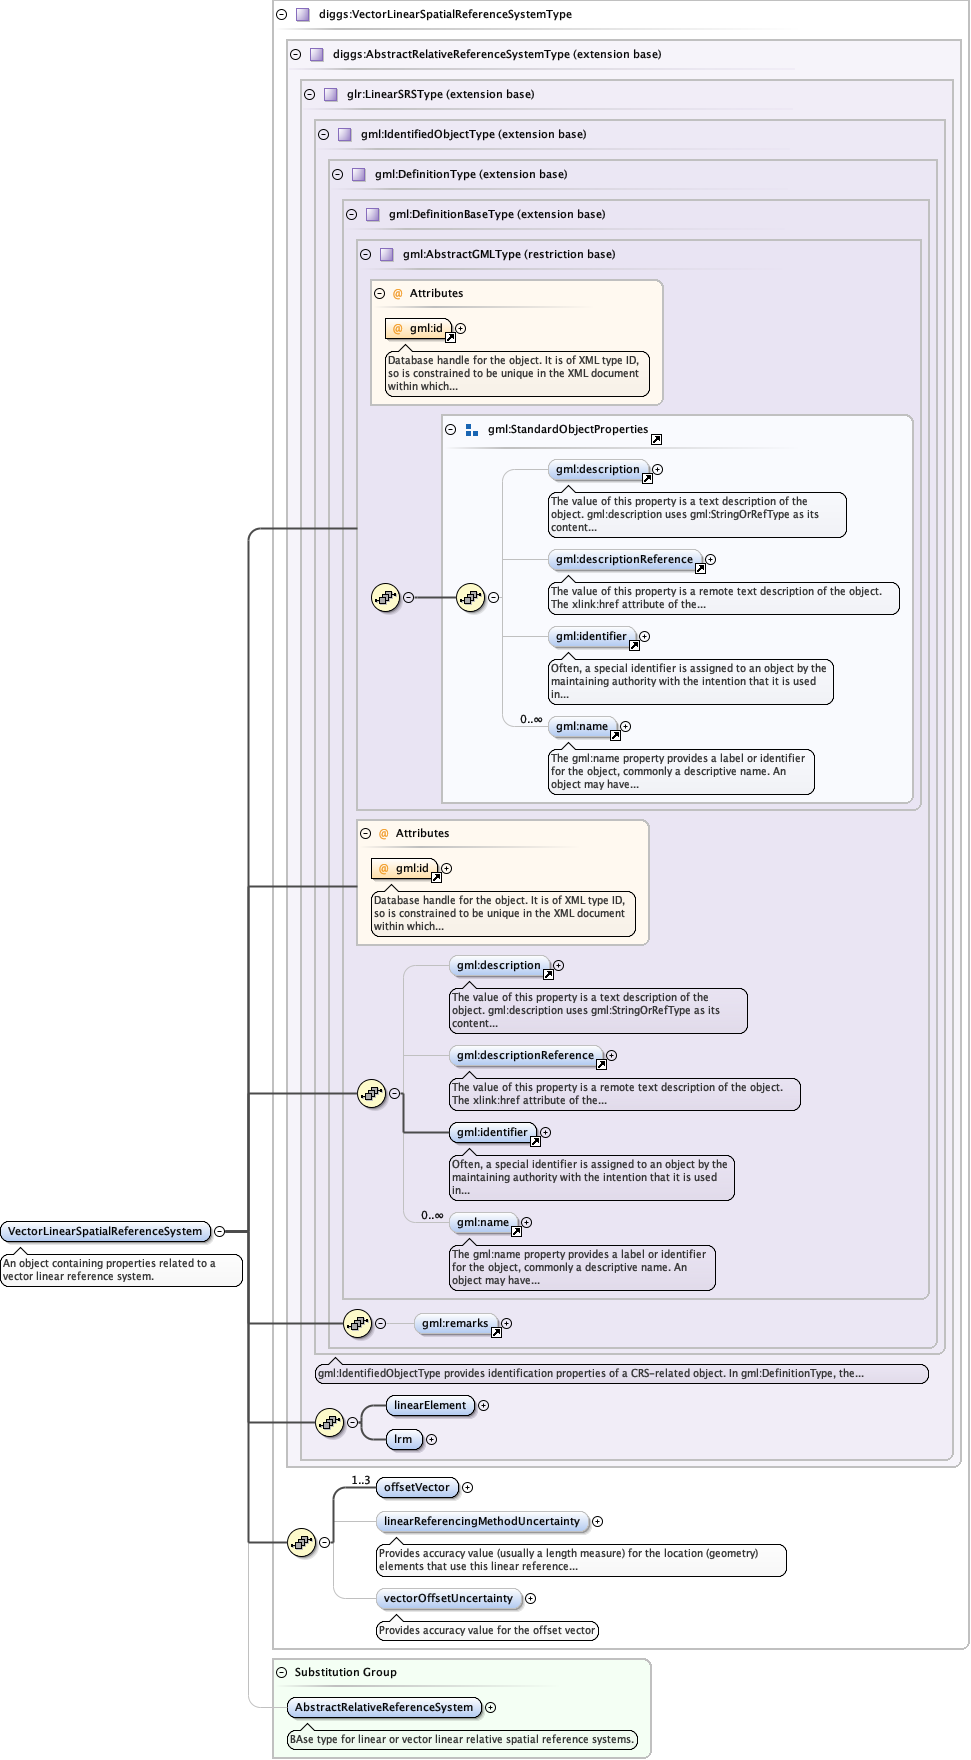 diggs:VectorLinearSpatialReferenceSystemType
diggs:AbstractRelativeReferenceSystemType (extension base)
glr:LinearSRSType (extension base)
gml:IdentifiedObjectType (extension base)
gml:DefinitionType (extension base)
gml:DefinitionBaseType (extension base)
gml:AbstractGMLType (restriction base)
@ Attributes
@ gml:id
Database handle for the object. It is of XML type ID,
so is constrained to be unique in the XML document
within which...
gml:StandardObjectProperties
gml:description
The value of this property is a text description of the
object. gml:description uses gml:StringOrRefType as its
content...
gml:descriptionReference
The value of this property is a remote text description of the object.
The xlink:href attribute of the...
gml:identifier
Often, a special identifier is assigned to an object by the
maintaining authority with the intention that it is used
in...
0..∞
gml:name
The gml:name property provides a label or identifier
for the object, commonly a descriptive name. An
object may have...
@ Attributes
@ gml:id
Database handle for the object. It is of XML type ID,
so is constrained to be unique in the XML document
within which...
gml:description
The value of this property is a text description of the
object. gml:description uses gml:StringOrRefType as its
content...
gml:descriptionReference
The value of this property is a remote text description of the object.
The xlink:href attribute of the...
gml:identifier
Often, a special identifier is assigned to an object by the
maintaining authority with the intention that it is used
in...
0..∞
gml:name
The gml:name property provides a label or identifier
for the object, commonly a descriptive name. An
object may have...
VectorLinearSpatialReferenceSystem
An object containing properties related to a
vector linear reference system.
gml:remarks
gml:IdentifiedObjectType provides identification properties of a CRS-related object. In gml:DefinitionType, the...
linearElement
lrm
1..3
offsetVector
linearReferencingMethodUncertainty
Provides accuracy value (usually a length measure) for the location (geometry)
elements that use this linear reference...
vectorOffsetUncertainty
Provides accuracy value for the offset vector
Substitution Group
AbstractRelativeReferenceSystem
BAse type for linear or vector linear relative spatial reference systems.